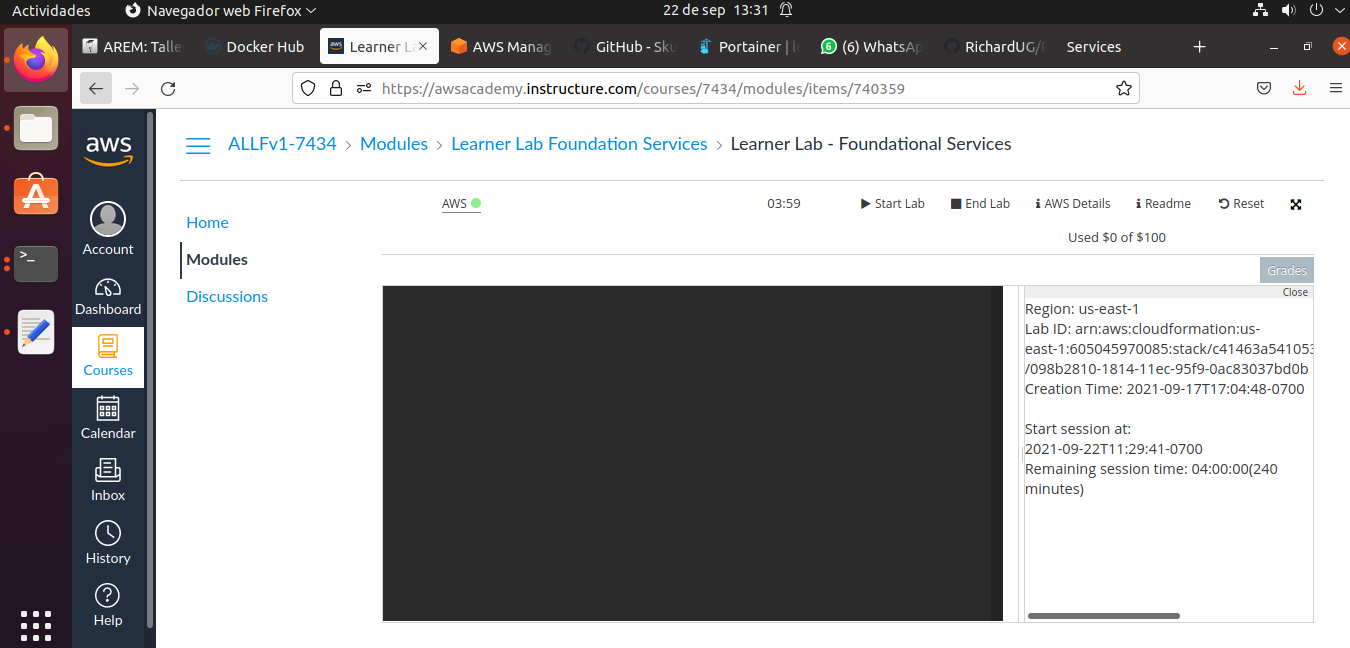 Actividades
Navegador web Firefox
22 de sep 13:31
AREM: Talle
Docker Hub
Learner La
AWS Manag
GitHub - Sku
Portainer | l
(6) WhatsAp
RichardUG/
Services
https://awsacademy.instructure.com/courses/7434/modules/items/740359
aws
Account
Dashboard
Courses
Calendar
Inbox
History
Help
ALLFv1-7434 > Modules > Learner Lab Foundation Services > Learner Lab - Foundational Services
Home
Modules
Discussions
AWS
03:59
Start Lab
End Lab
AWS Details
Readme
Reset
Used $0 of $100
Grades
Close
Region: us-east-1
Lab ID: arn:aws:cloudformation:us-
east-1:605045970085:stack/c41463a541053
/098b2810-1814-11ec-95f9-0ac83037bd0b
Creation Time: 2021-09-17T17:04:48-0700
Start session at:
2021-09-22T11:29:41-0700
Remaining session time: 04:00:00(240
minutes)